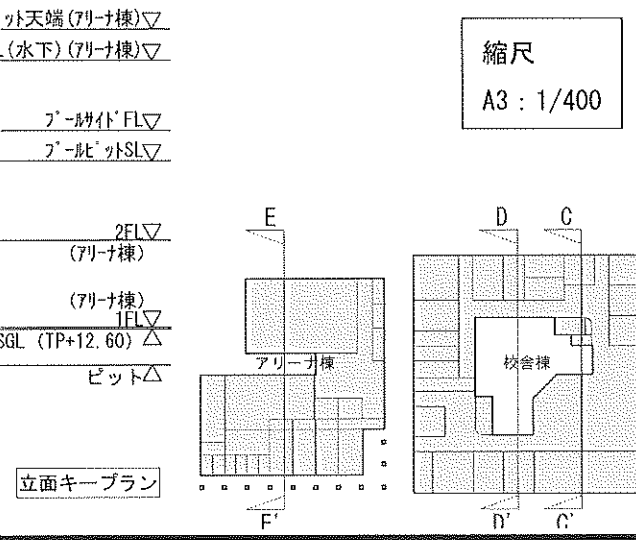 ット天端(ｱﾘｰﾅ棟)▽
(水下)(ｱﾘｰﾅ棟)▽
ﾌﾟｰﾙｻｲﾄﾞFL▽
ﾌﾟｰﾙﾋﾟｯﾄSL▽
2FL▽
(ｱﾘｰﾅ棟)
(ｱﾘｰﾅ棟)
1FL▽
SGL (TP+12.60) △
ピット△
立面キープラン
縮尺
A3 : 1/400
E
D C
アリーナ棟
校舎棟
E'
D' C'